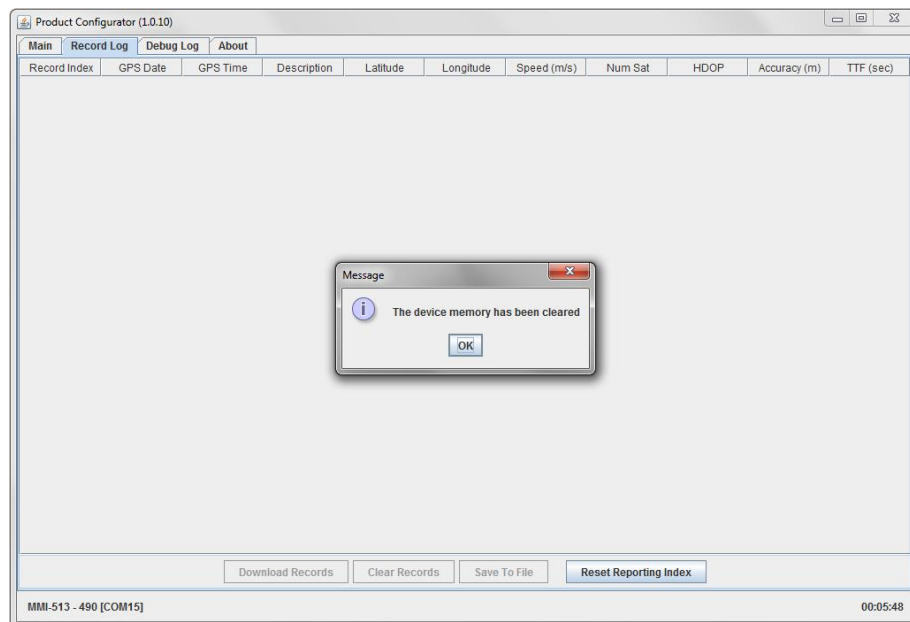 Product Configurator (1.0.10)
Main Record Log Debug Log About
Record Index GPS Date GPS Time Description Latitude Longitude Speed (m/s) Num Sat HDOP Accuracy (m) TTF (sec)
Message
The device memory has been cleared
OK
Download Records Clear Records Save To File Reset Reporting Index
MMI-513 - 490 [COM15] 00:05:48